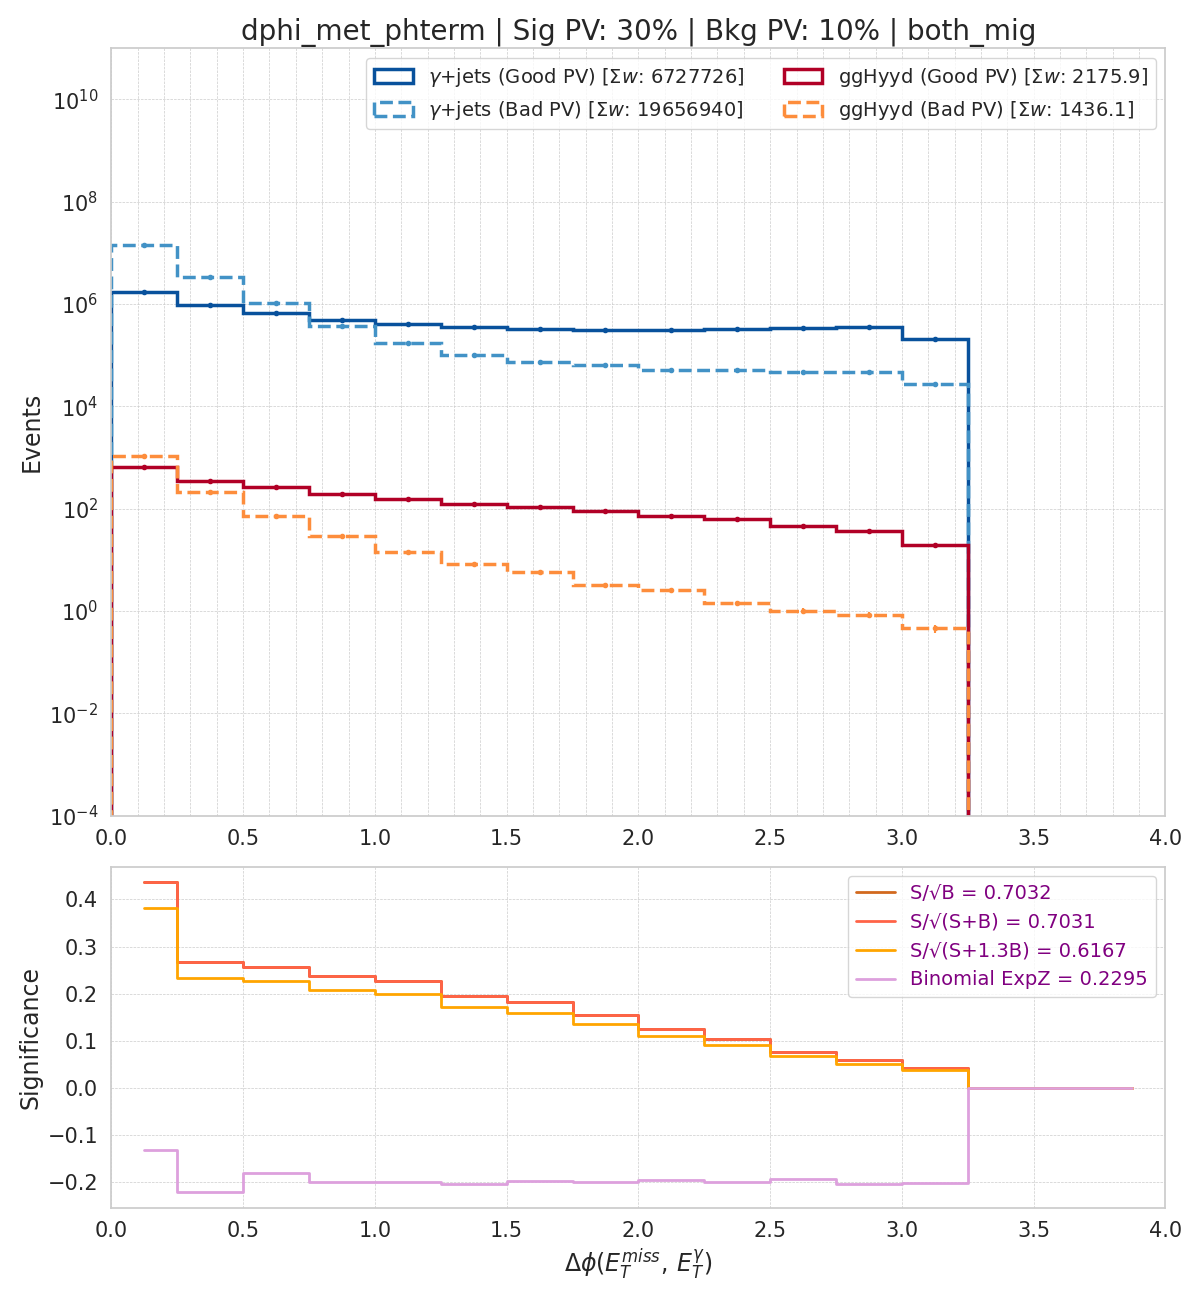 dphi_met_phterm | Sig PV: 30% | Bkg PV: 10% | both_mig
γ+jets (Good PV) [Σw: 6727726]
γ+jets (Bad PV) [Σw: 19656940]
ggHyyd (Good PV) [Σw: 2175.9]
ggHyyd (Bad PV) [Σw: 1436.1]
Events
10^10
10^8
10^6
10^4
10^2
10^0
10^−2
10^−4
0.0 0.5 1.0 1.5 2.0 2.5 3.0 3.5 4.0
S/√B = 0.7032
S/√(S+B) = 0.7031
S/√(S+1.3B) = 0.6167
Binomial ExpZ = 0.2295
Significance
0.4
0.3
0.2
0.1
0.0
−0.1
−0.2
0.0 0.5 1.0 1.5 2.0 2.5 3.0 3.5 4.0
Δϕ(E_T^miss, E_T^γ)